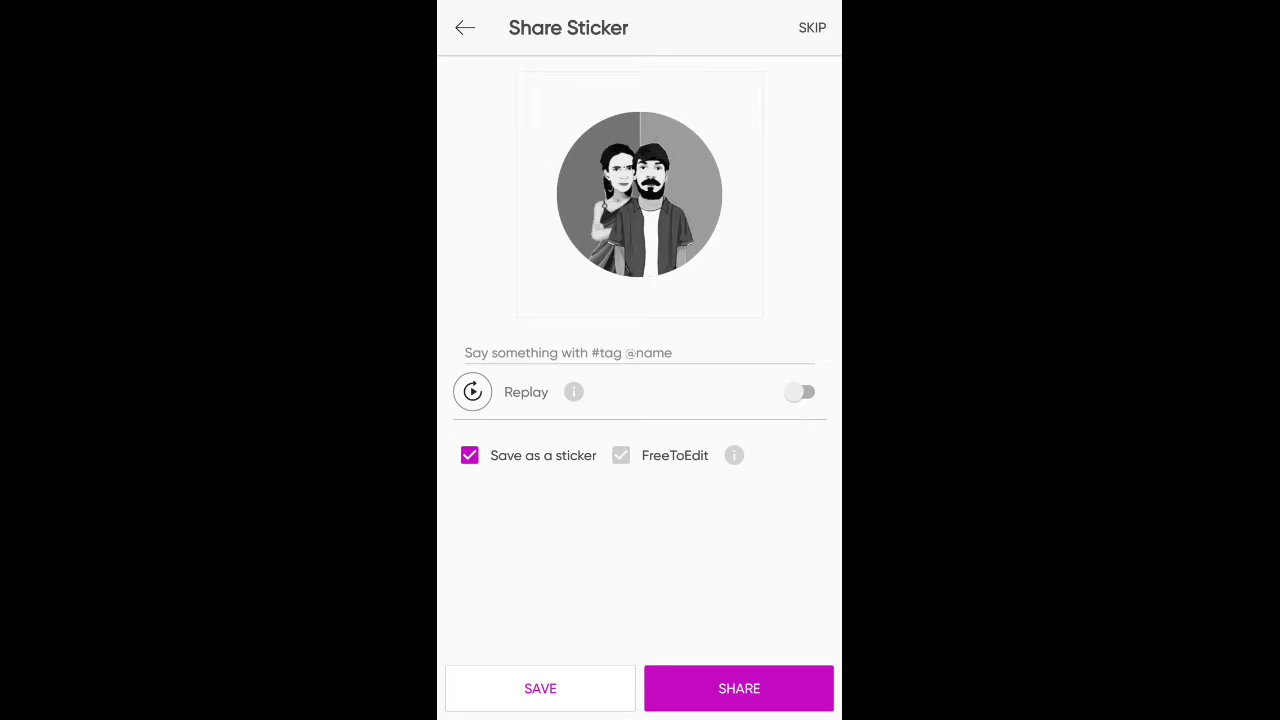 Share Sticker
SKIP
Say something with #tag @name
Replay
Save as a sticker
FreeToEdit
SAVE
SHARE